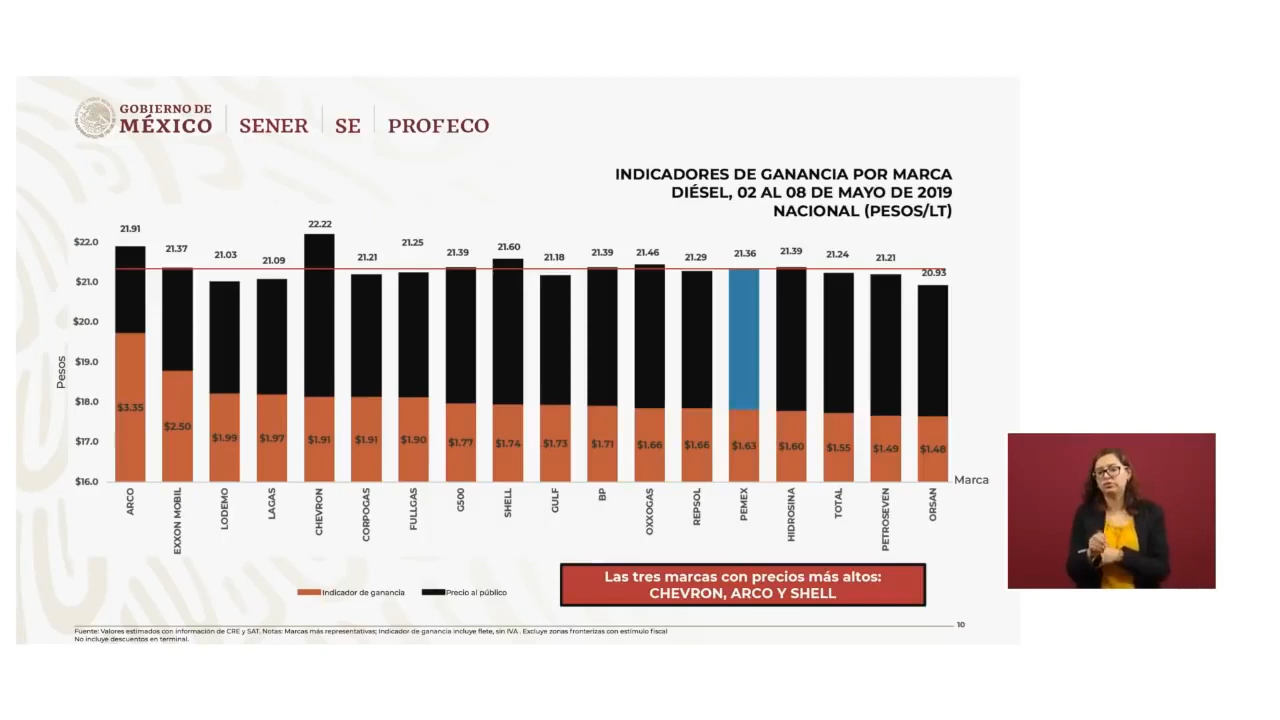 GOBIERNO DE
MÉXICO
SENER
SE
PROFECO
INDICADORES DE GANANCIA POR MARCA
DIÉSEL, 02 AL 08 DE MAYO DE 2019
NACIONAL (PESOS/LT)
21.91
21.37
21.03
21.09
22.22
21.21
21.25
21.39
21.60
21.18
21.39
21.46
21.29
21.36
21.39
21.24
21.21
20.93
$22.0
$21.0
$20.0
$19.0
$18.0
$17.0
$16.0
Pesos
$3.35
$2.50
$1.99
$1.97
$1.91
$1.91
$1.90
$1.77
$1.74
$1.73
$1.71
$1.66
$1.66
$1.63
$1.60
$1.55
$1.49
$1.48
Marca
ARCO
EXXON MOBIL
LODEMO
LAGAS
CHEVRON
CORPOGAS
FULLGAS
G500
SHELL
GULF
BP
OXXOGAS
REPSOL
PEMEX
HIDROSINA
TOTAL
PETROSEVEN
ORSAN
Indicador de ganancia
Precio al público
Las tres marcas con precios más altos:
CHEVRON, ARCO Y SHELL
10
Fuente: Valores estimados con información de CRE y SAT. Notas: Marcas más representativas; Indicador de ganancia incluye flete, sin IVA . Excluye zonas fronterizas con estímulo fiscal
No incluye descuentos en terminal.